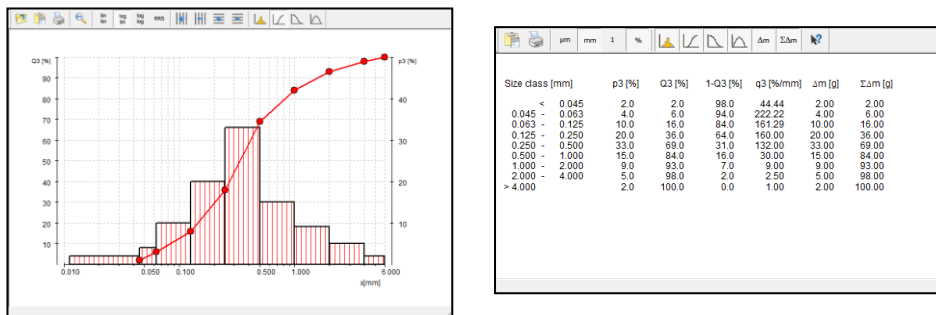 lin lin
log lin
log log
RRS
Q3 [%]
p3 [%]
90
80
70
60
50
40
30
20
10
40
30
20
10
0.010
0.050
0.100
0.500
1.000
6.000
x[mm]
µm mm 1 % Δm ΣΔm
Size class [mm] p3 [%] Q3 [%] 1-Q3 [%] q3 [%/mm] Δm [g] ΣΔm [g]
< 0.045 2.0 2.0 98.0 44.44 2.00 2.00
0.045 - 0.063 4.0 6.0 94.0 222.22 4.00 6.00
0.063 - 0.125 10.0 16.0 84.0 161.29 10.00 16.00
0.125 - 0.250 20.0 36.0 64.0 160.00 20.00 36.00
0.250 - 0.500 33.0 69.0 31.0 132.00 33.00 69.00
0.500 - 1.000 15.0 84.0 16.0 30.00 15.00 84.00
1.000 - 2.000 9.0 93.0 7.0 9.00 9.00 93.00
2.000 - 4.000 5.0 98.0 2.0 2.50 5.00 98.00
> 4.000 2.0 100.0 0.0 1.00 2.00 100.00